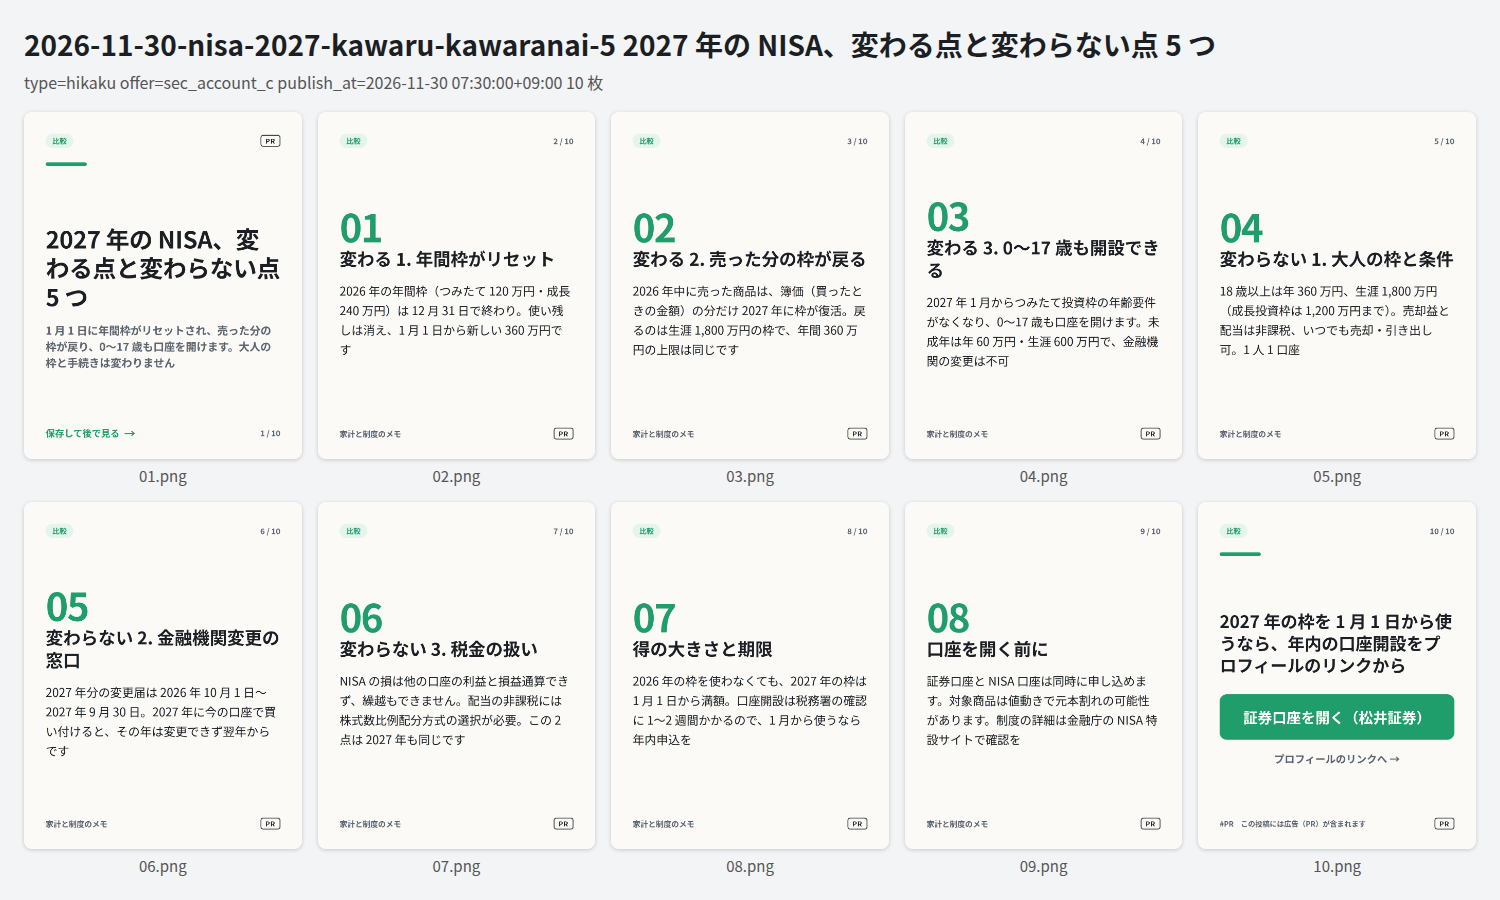 2026-11-30-nisa-2027-kawaru-kawaranai-5 2027 年の NISA、変わる点と変わらない点 5 つ
type=hikaku offer=sec_account_c publish_at=2026-11-30 07:30:00+09:00 10 枚
比較
PR
2027 年の NISA、変
わる点と変わらない点
5 つ
1 月 1 日に年間枠がリセットされ、売った分の
枠が戻り、0〜17 歳も口座を開けます。大人の
枠と手続きは変わりません
保存して後で見る →
1 / 10
01.png
比較
2 / 10
01
変わる 1. 年間枠がリセット
2026 年の年間枠（つみたて 120 万円・成長
240 万円）は 12 月 31 日で終わり。使い残
しは消え、1 月 1 日から新しい 360 万円で
す
家計と制度のメモ
PR
02.png
比較
3 / 10
02
変わる 2. 売った分の枠が戻る
2026 年中に売った商品は、簿価（買ったと
きの金額）の分だけ 2027 年に枠が復活。戻
るのは生涯 1,800 万円の枠で、年間 360 万
円の上限は同じです
家計と制度のメモ
PR
03.png
比較
4 / 10
03
変わる 3. 0〜17 歳も開設でき
る
2027 年 1 月からつみたて投資枠の年齢要件
がなくなり、0〜17 歳も口座を開けます。未
成年は年 60 万円・生涯 600 万円で、金融機
関の変更は不可
家計と制度のメモ
PR
04.png
比較
5 / 10
04
変わらない 1. 大人の枠と条件
18 歳以上は年 360 万円、生涯 1,800 万円
（成長投資枠は 1,200 万円まで）。売却益と
配当は非課税、いつでも売却・引き出し
可。1 人 1 口座
家計と制度のメモ
PR
05.png
比較
6 / 10
05
変わらない 2. 金融機関変更の
窓口
2027 年分の変更届は 2026 年 10 月 1 日〜
2027 年 9 月 30 日。2027 年に今の口座で買
い付けると、その年は変更できず翌年から
です
家計と制度のメモ
PR
06.png
比較
7 / 10
06
変わらない 3. 税金の扱い
NISA の損は他の口座の利益と損益通算でき
ず、繰越もできません。配当の非課税には
株式数比例配分方式の選択が必要。この 2
点は 2027 年も同じです
家計と制度のメモ
PR
07.png
比較
8 / 10
07
得の大きさと期限
2026 年の枠を使わなくても、2027 年の枠は
1 月 1 日から満額。口座開設は税務署の確認
に 1〜2 週間かかるので、1 月から使うなら
年内申込を
家計と制度のメモ
PR
08.png
比較
9 / 10
08
口座を開く前に
証券口座と NISA 口座は同時に申し込めま
す。対象商品は値動きで元本割れの可能性
があります。制度の詳細は金融庁の NISA 特
設サイトで確認を
家計と制度のメモ
PR
09.png
比較
10 / 10
2027 年の枠を 1 月 1 日から使
うなら、年内の口座開設をプ
ロフィールのリンクから
証券口座を開く（松井証券）
プロフィールのリンクへ →
#PR この投稿には広告（PR）が含まれます
PR
10.png